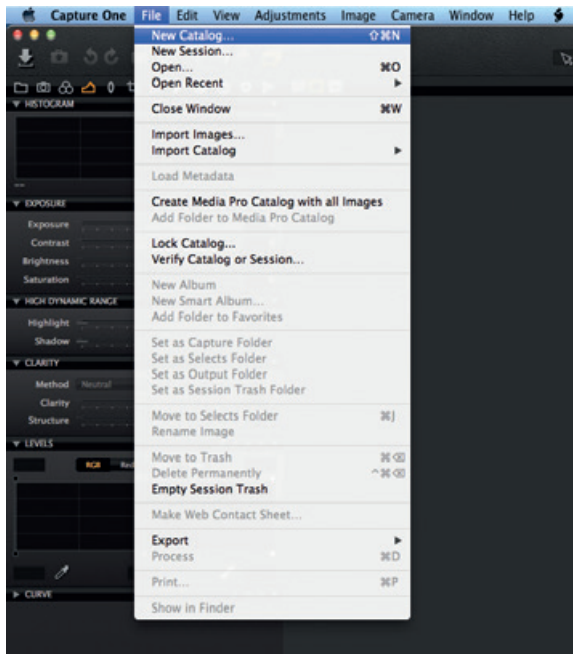 Capture One File Edit View Adjustments Image Camera Window Help
New Catalog... ⇧⌘N
New Session...
Open... ⌘O
Open Recent ▶
Close Window ⌘W
Import Images...
Import Catalog ▶
Load Metadata
Create Media Pro Catalog with all Images
Add Folder to Media Pro Catalog
Lock Catalog...
Verify Catalog or Session...
New Album
New Smart Album...
Add Folder to Favorites
Set as Capture Folder
Set as Selects Folder
Set as Output Folder
Set as Session Trash Folder
Move to Selects Folder ⌘J
Rename Image
Move to Trash ⌘⌫
Delete Permanently ^⌘⌫
Empty Session Trash
Make Web Contact Sheet...
Export ▶
Process ⌘D
Print... ⌘P
Show in Finder
HISTOGRAM
--
EXPOSURE
Exposure
Contrast
Brightness
Saturation
HIGH DYNAMIC RANGE
Highlight
Shadow
CLARITY
Method Neutral
Clarity
Structure
LEVELS
RGB Red
CURVE